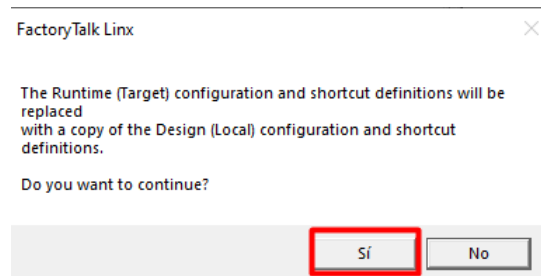 FactoryTalk Linx
The Runtime (Target) configuration and shortcut definitions will be
replaced
with a copy of the Design (Local) configuration and shortcut
definitions.
Do you want to continue?
Sí No